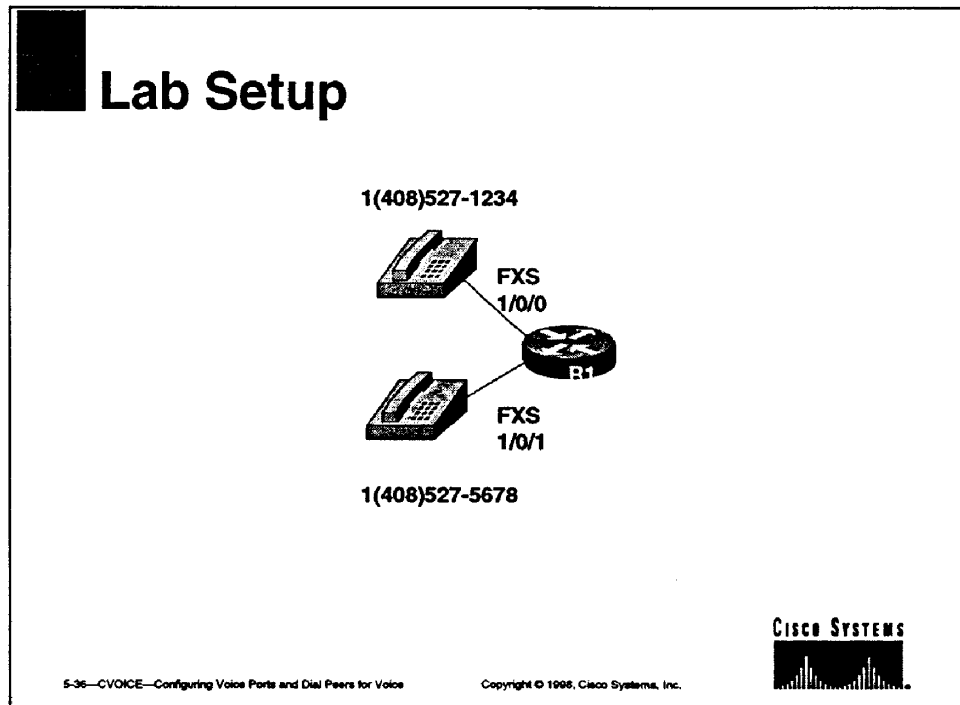 Lab Setup
1(408)527-1234
FXS
1/0/0
R1
FXS
1/0/1
1(408)527-5678
CISCO SYSTEMS
5-36—CVOICE—Configuring Voice Ports and Dial Peers for Voice
Copyright © 1998, Cisco Systems, Inc.